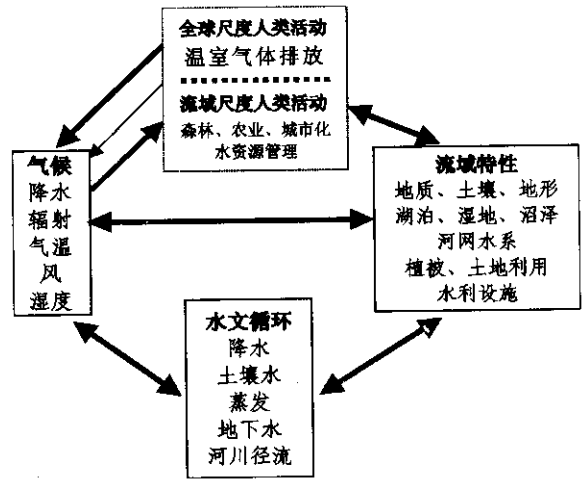 全球尺度人类活动
温室气体排放
流域尺度人类活动
森林、农业、城市化
水资源管理
气候
降水
辐射
气温
风
湿度
流域特性
地质、土壤、地形
湖泊、湿地、沼泽
河网水系
植被、土地利用
水利设施
水文循环
降水
土壤水
蒸发
地下水
河川径流